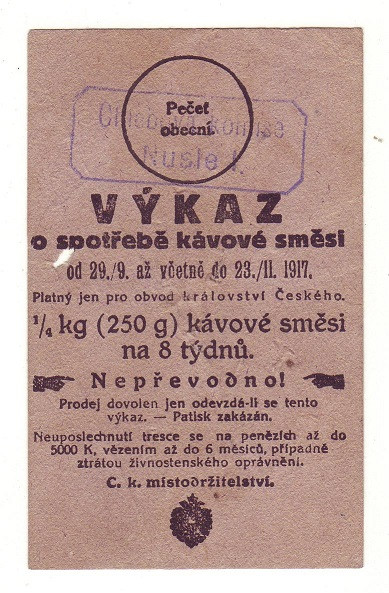 Pečeť
obecní.
Chlebová komise
Nusle I.
VÝKAZ
o spotřebě kávové směsi
od 29./9. až včetně do 23./11. 1917,
Platný jen pro obvod království Českého.
1/4 kg (250 g) kávové směsi
na 8 týdnů.
Nepřevodno!
Prodej dovolen jen odevzdá-li se tento
výkaz. — Patisk zakázán.
Neuposlechnutí tresce se na penězích až do
5000 K, vězením až do 6 měsíců, případně
ztrátou živnostenského oprávnění.
C. k. místodržitelství.